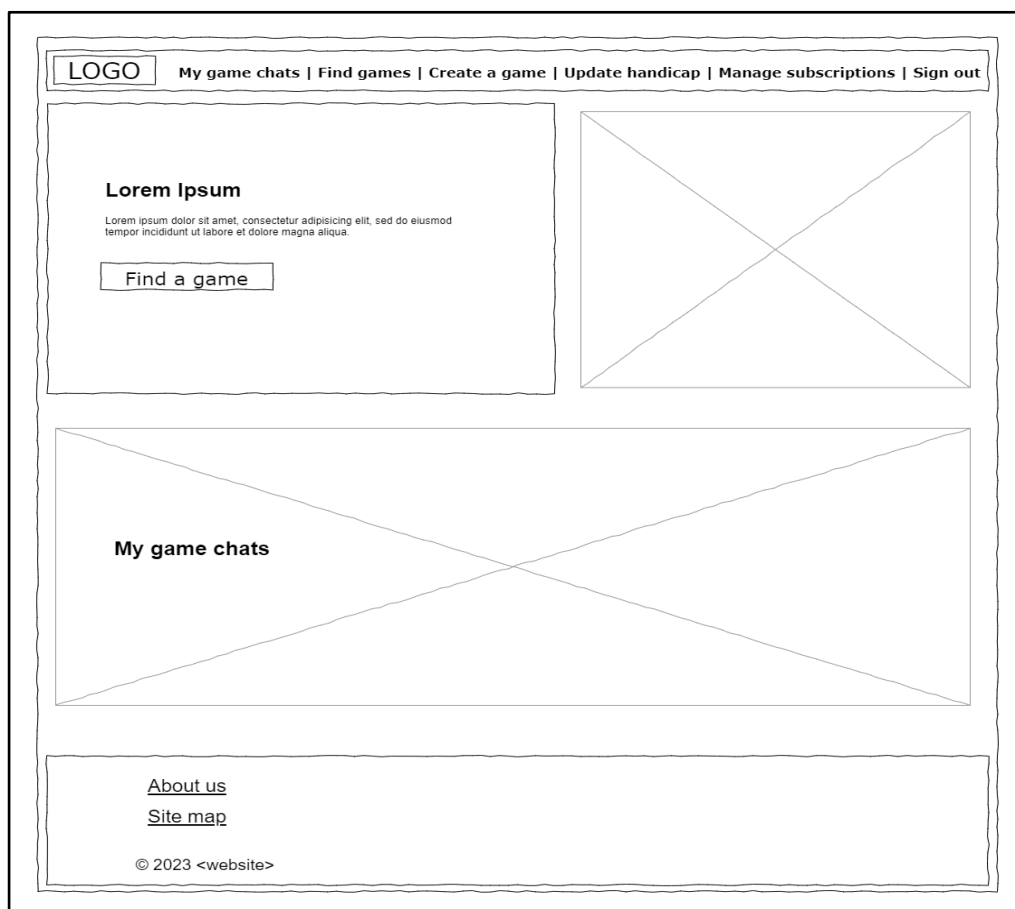 LOGO My game chats | Find games | Create a game | Update handicap | Manage subscriptions | Sign out
Lorem Ipsum
Lorem ipsum dolor sit amet, consectetur adipisicing elit, sed do eiusmod
tempor incididunt ut labore et dolore magna aliqua.
Find a game
My game chats
About us
Site map
© 2023 <website>